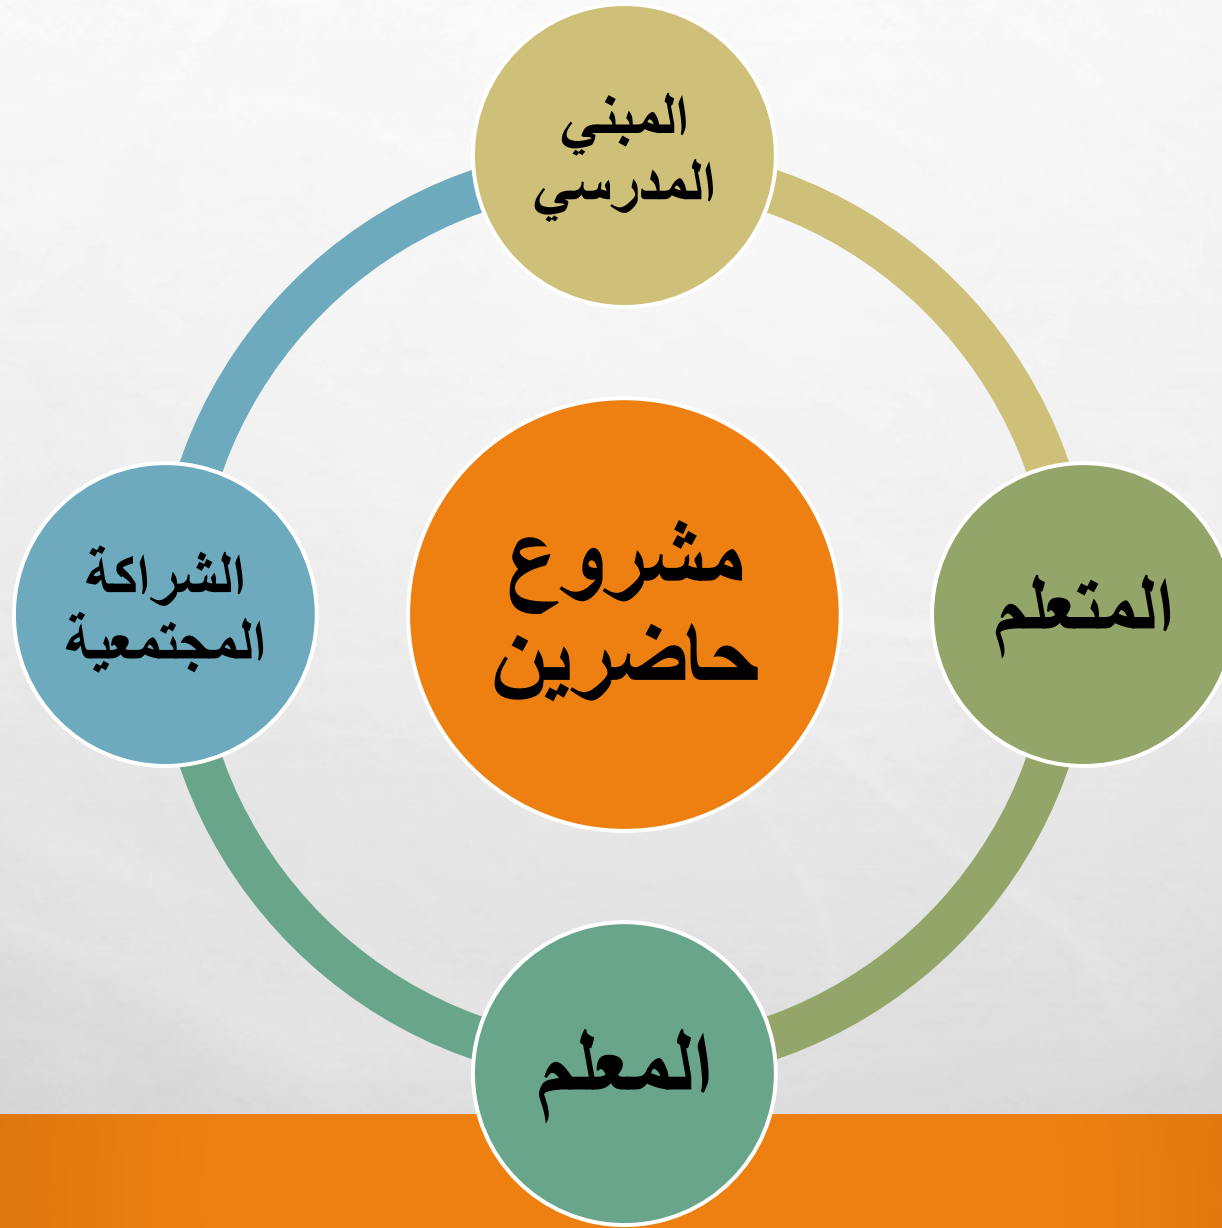 المبني
المدرسي
المتعلم
مشروع
حاضرين
الشراكة
المجتمعية
المعلم